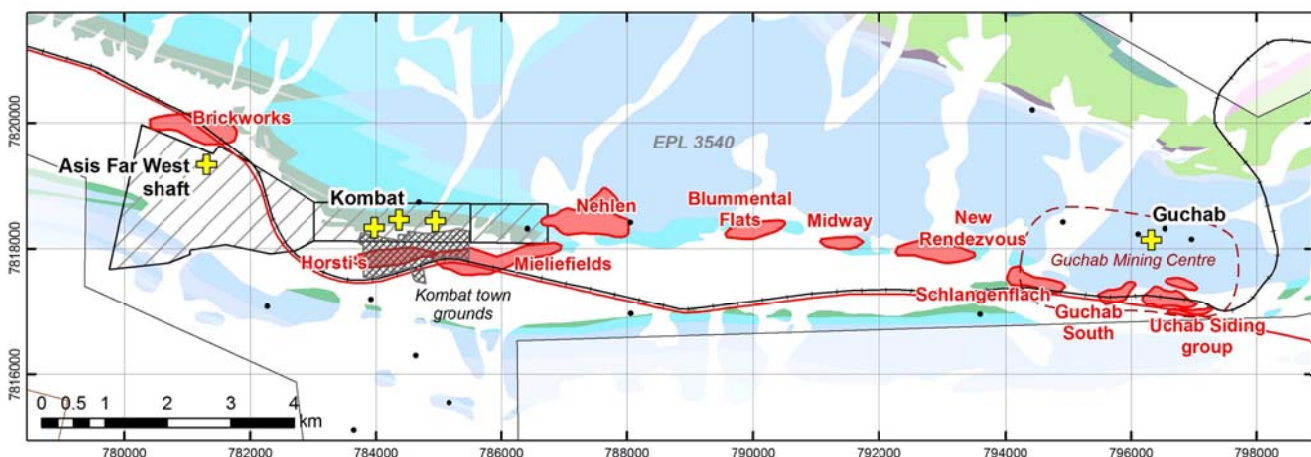 7820000
7818000
7816000
Brickworks
Asis Far West
shaft
Kombat
Horsti's
Mieliefields
Kombat town
grounds
EPL 3540
Nehlen
Blummental
Flats
Midway
New
Rendezvous
Schlangenflach
Guchab
Guchab Mining Centre
Guchab
South
Uchab Siding
group
0 0.5 1 2 3 4
km
780000 782000 784000 786000 788000 790000 792000 794000 796000 798000